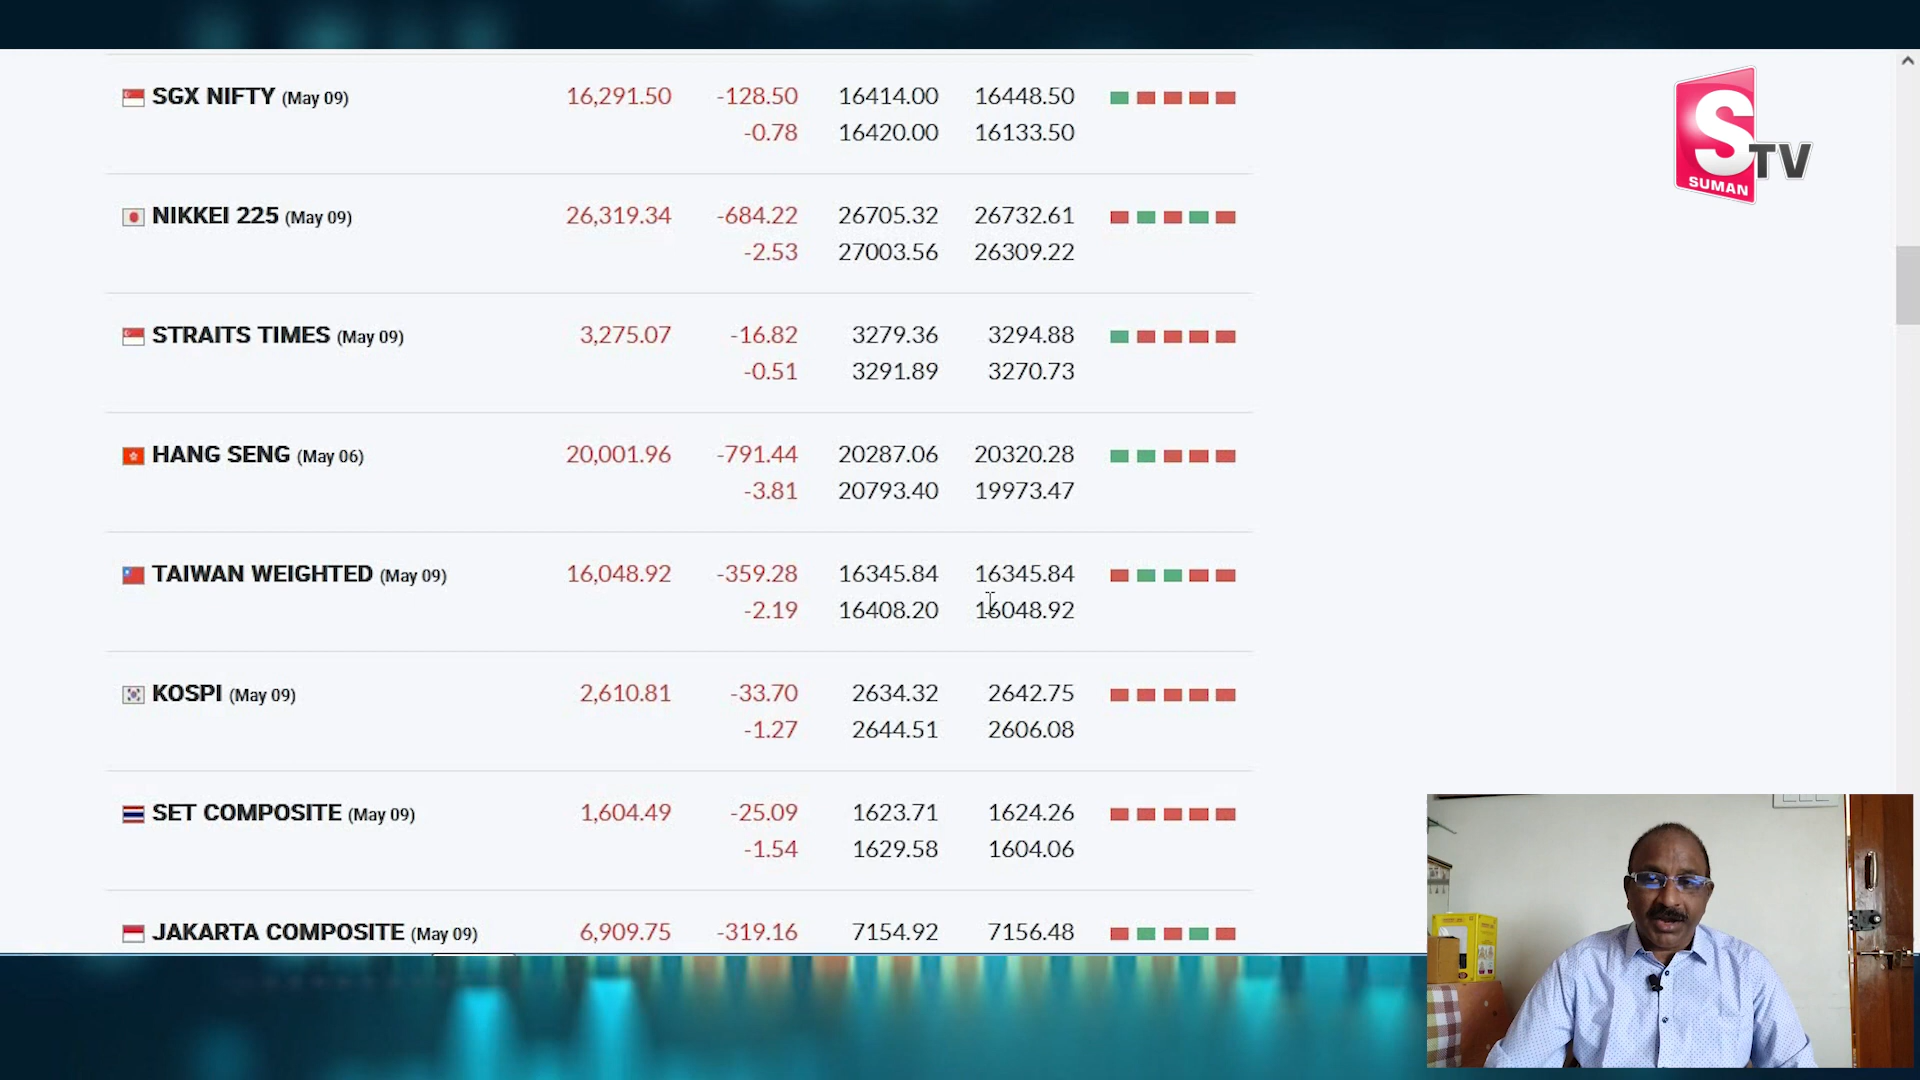 SGX NIFTY (May 09) 16,291.50 -128.50 16414.00 16448.50
-0.78 16420.00 16133.50
NIKKEI 225 (May 09) 26,319.34 -684.22 26705.32 26732.61
-2.53 27003.56 26309.22
STRAITS TIMES (May 09) 3,275.07 -16.82 3279.36 3294.88
-0.51 3291.89 3270.73
HANG SENG (May 06) 20,001.96 -791.44 20287.06 20320.28
-3.81 20793.40 19973.47
TAIWAN WEIGHTED (May 09) 16,048.92 -359.28 16345.84 16345.84
-2.19 16408.20 16048.92
KOSPI (May 09) 2,610.81 -33.70 2634.32 2642.75
-1.27 2644.51 2606.08
SET COMPOSITE (May 09) 1,604.49 -25.09 1623.71 1624.26
-1.54 1629.58 1604.06
JAKARTA COMPOSITE (May 09) 6,909.75 -319.16 7154.92 7156.48
S TV
SUMAN